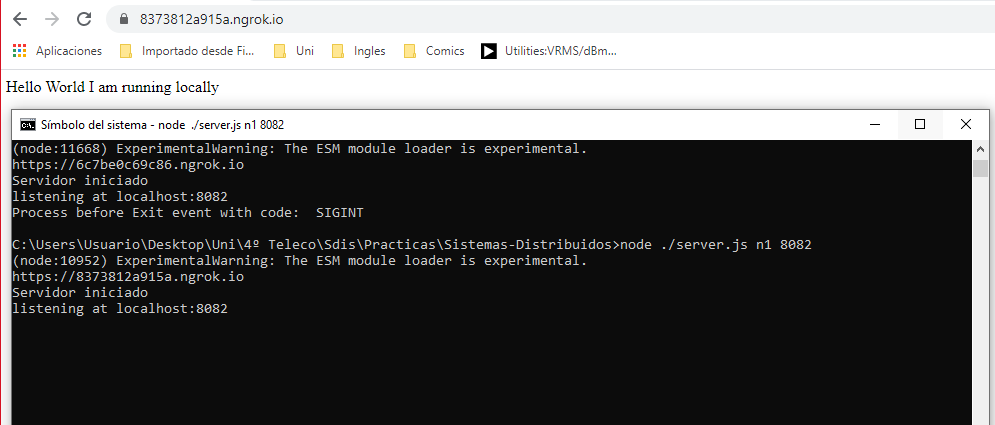 8373812a915a.ngrok.io
Aplicaciones Importado desde Fi... Uni Ingles Comics Utilities:VRMS/dBm...
Hello World I am running locally
Símbolo del sistema - node ./server.js n1 8082
(node:11668) ExperimentalWarning: The ESM module loader is experimental.
https://6c7be0c69c86.ngrok.io
Servidor iniciado
listening at localhost:8082
Process before Exit event with code:  SIGINT
C:\Users\Usuario\Desktop\Uni\4º Teleco\Sdis\Practicas\Sistemas-Distribuidos>node ./server.js n1 8082
(node:10952) ExperimentalWarning: The ESM module loader is experimental.
https://8373812a915a.ngrok.io
Servidor iniciado
listening at localhost:8082